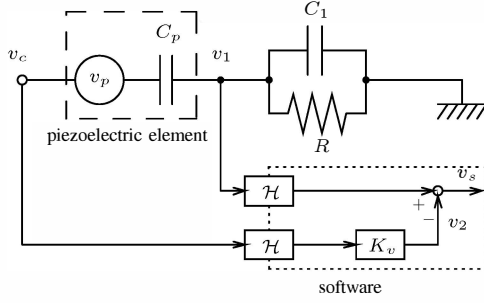 C_1
C_p
v_c
v_p
v_1
piezoelectric element
R
v_s
H
+
−
v_2
H
K_v
software